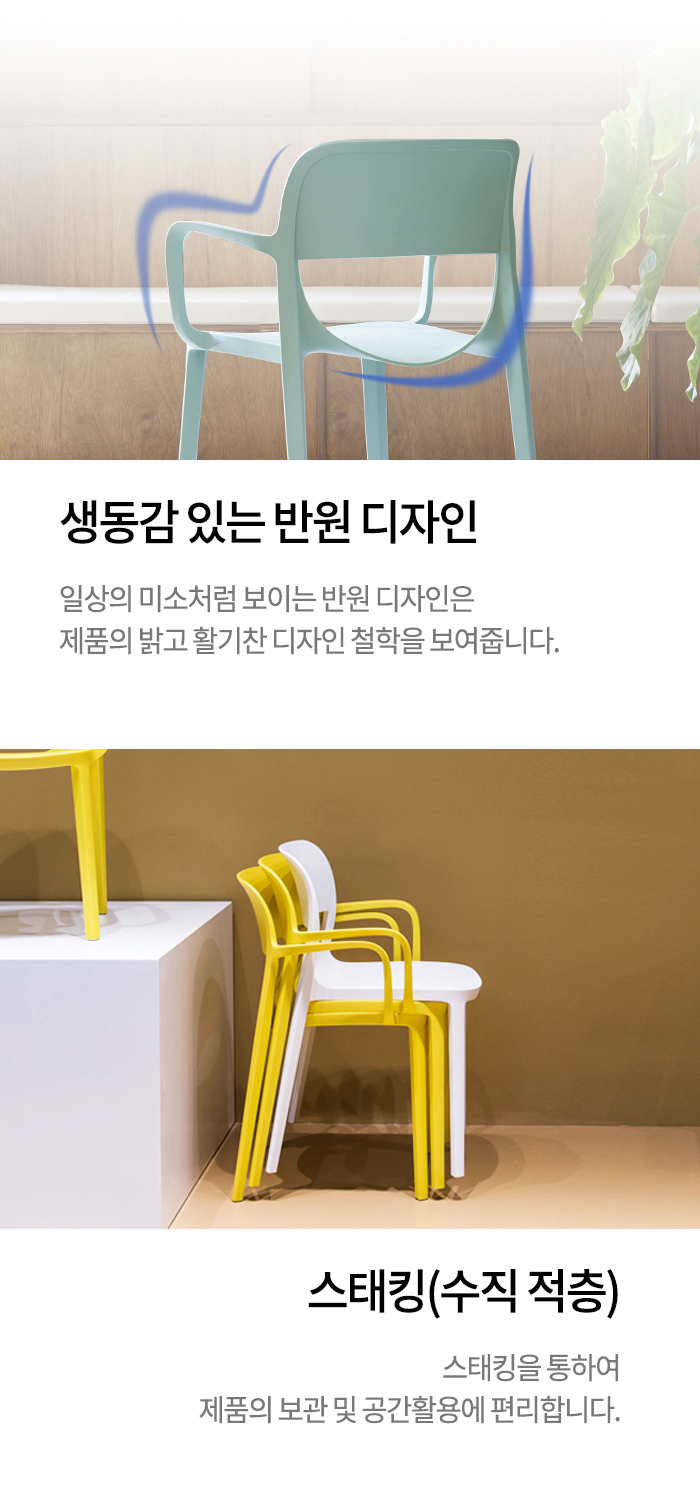 생동감 있는 반원 디자인
일상의 미소처럼 보이는 반원 디자인은
제품의 밝고 활기찬 디자인 철학을 보여줍니다.
스태킹(수직 적층)
스태킹을 통하여
제품의 보관 및 공간활용에 편리합니다.